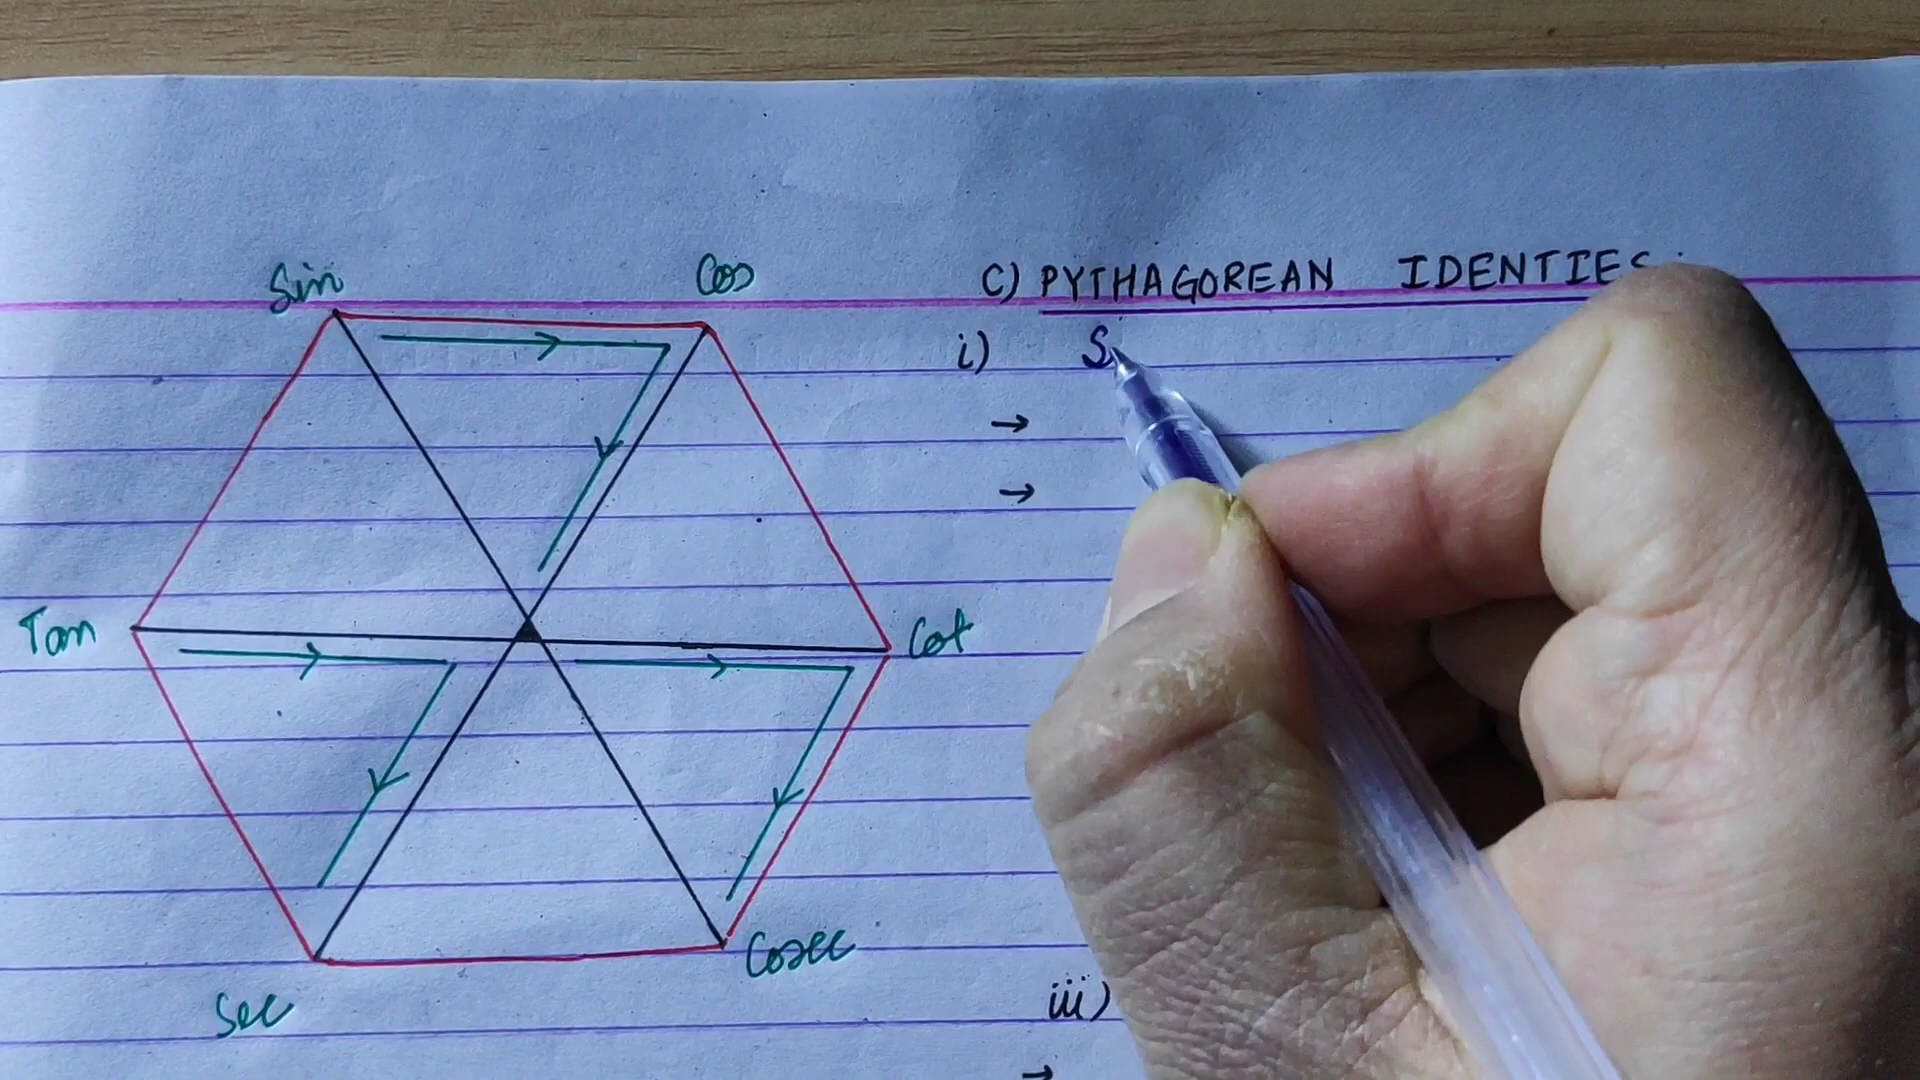 Sin Cos
Tan Cot
Sec Cosec
C) PYTHAGOREAN IDENTIES
i) S
→
→
iii)
→